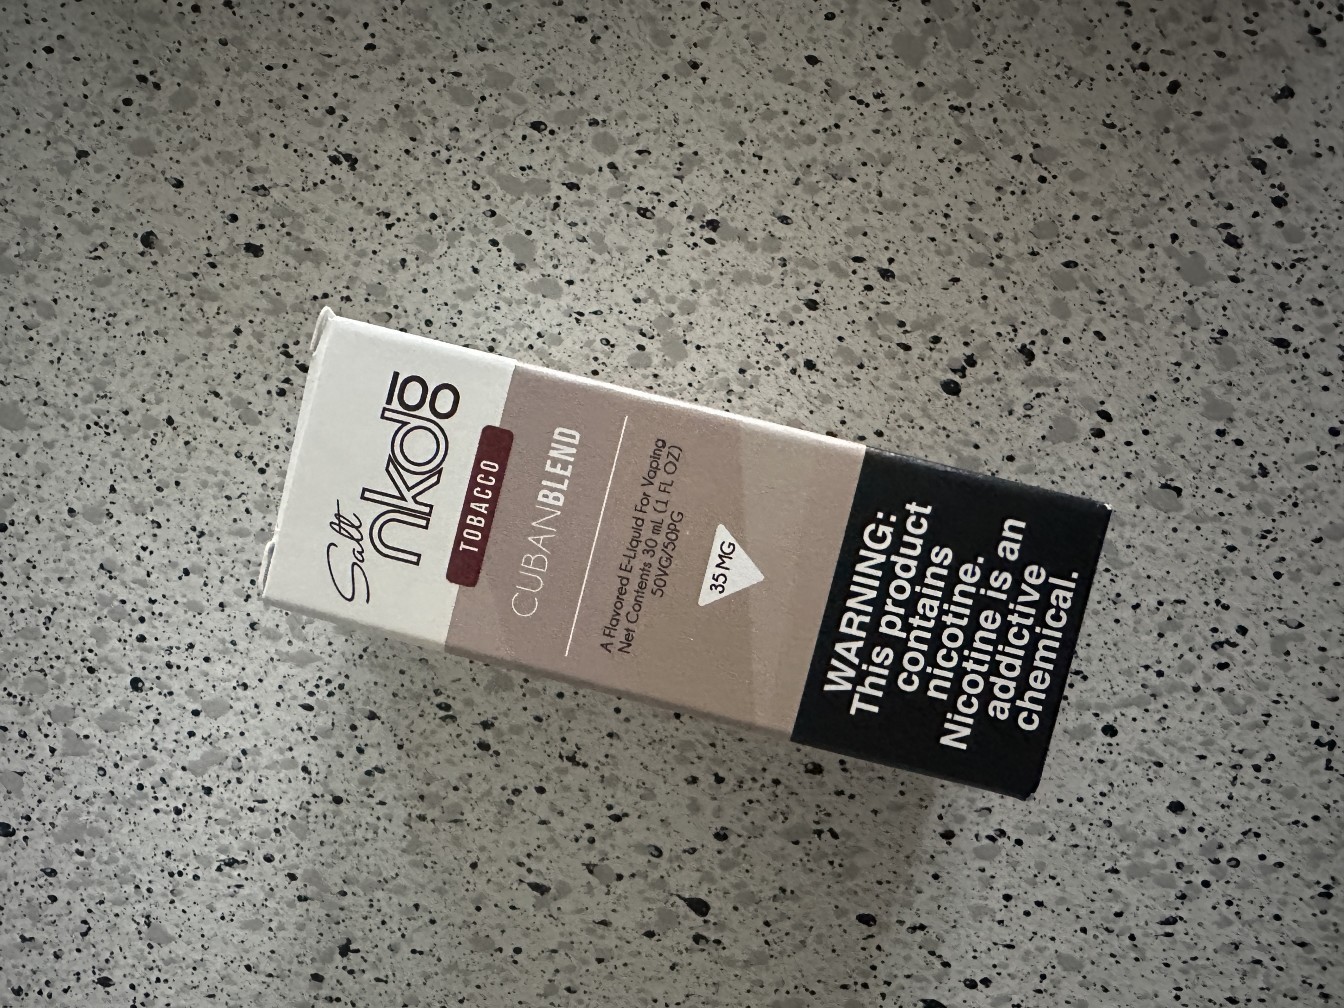 Salt
nkd100
TOBACCO
CUBANBLEND
A Flavored E-Liquid For Vaping
Net Contents 30 mL (1 FL OZ)
50VG/50PG
35 MG
WARNING:
This product
contains
nicotine.
Nicotine is an
addictive
chemical.